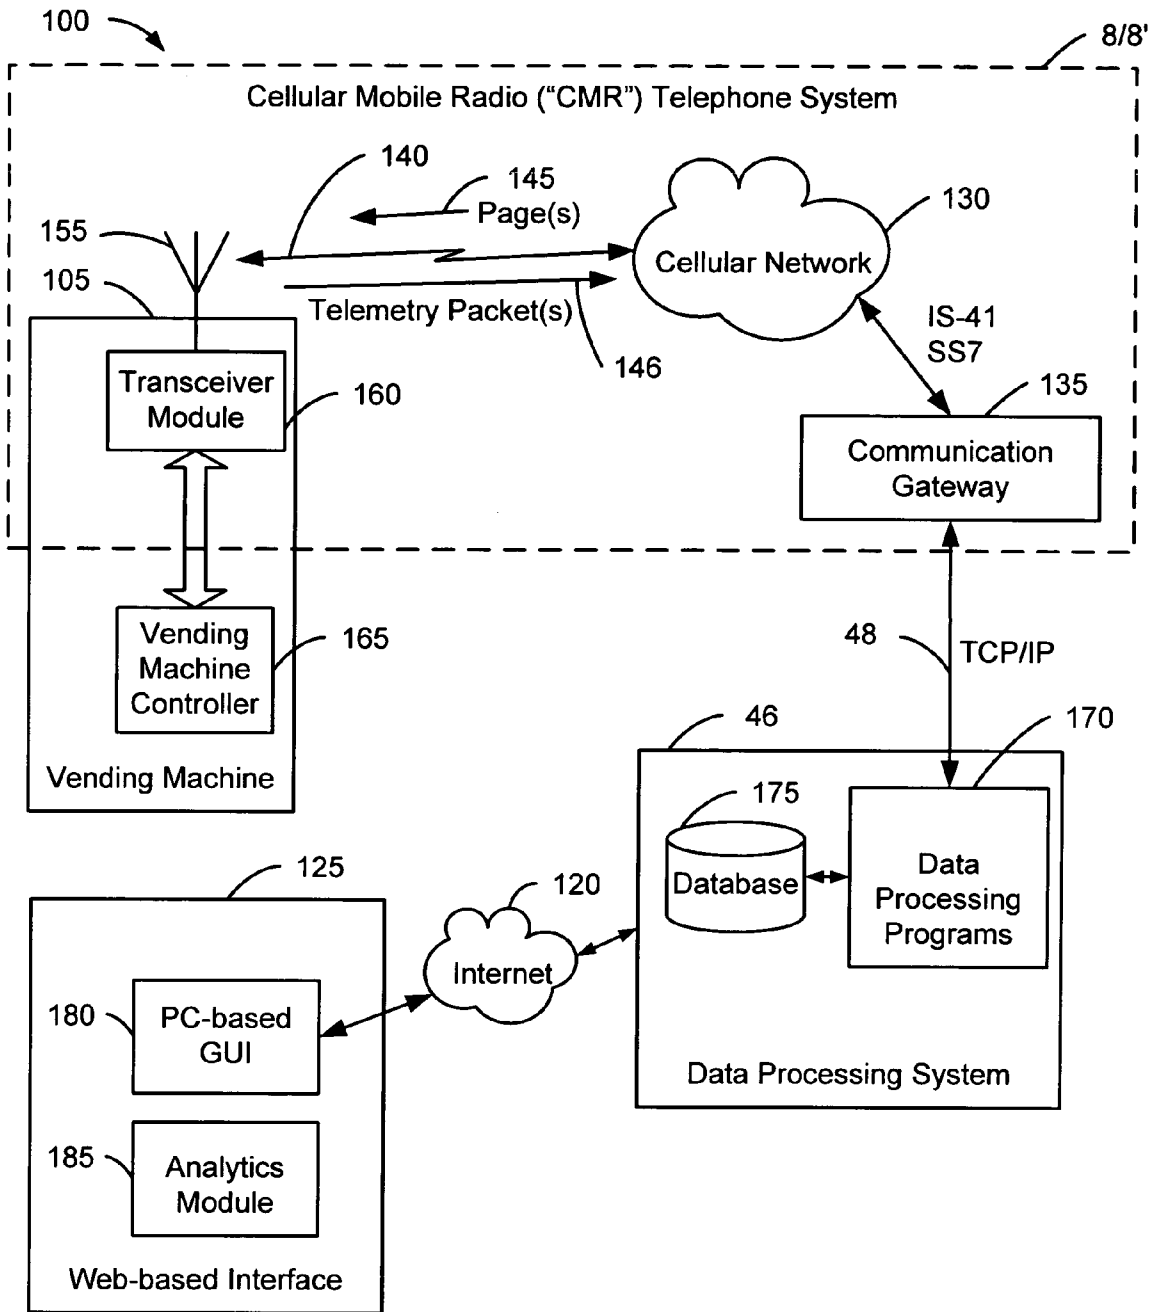 100
8/8'
Cellular Mobile Radio ("CMR") Telephone System
140
145
Page(s)
130
155
105
Cellular Network
Telemetry Packet(s)
146
IS-41
SS7
Transceiver
Module
160
135
Communication
Gateway
Vending
Machine
Controller
165
48
TCP/IP
Vending Machine
46
170
175
Database
Data
Processing
Programs
125
120
Internet
180
PC-based
GUI
Data Processing System
185
Analytics
Module
Web-based Interface